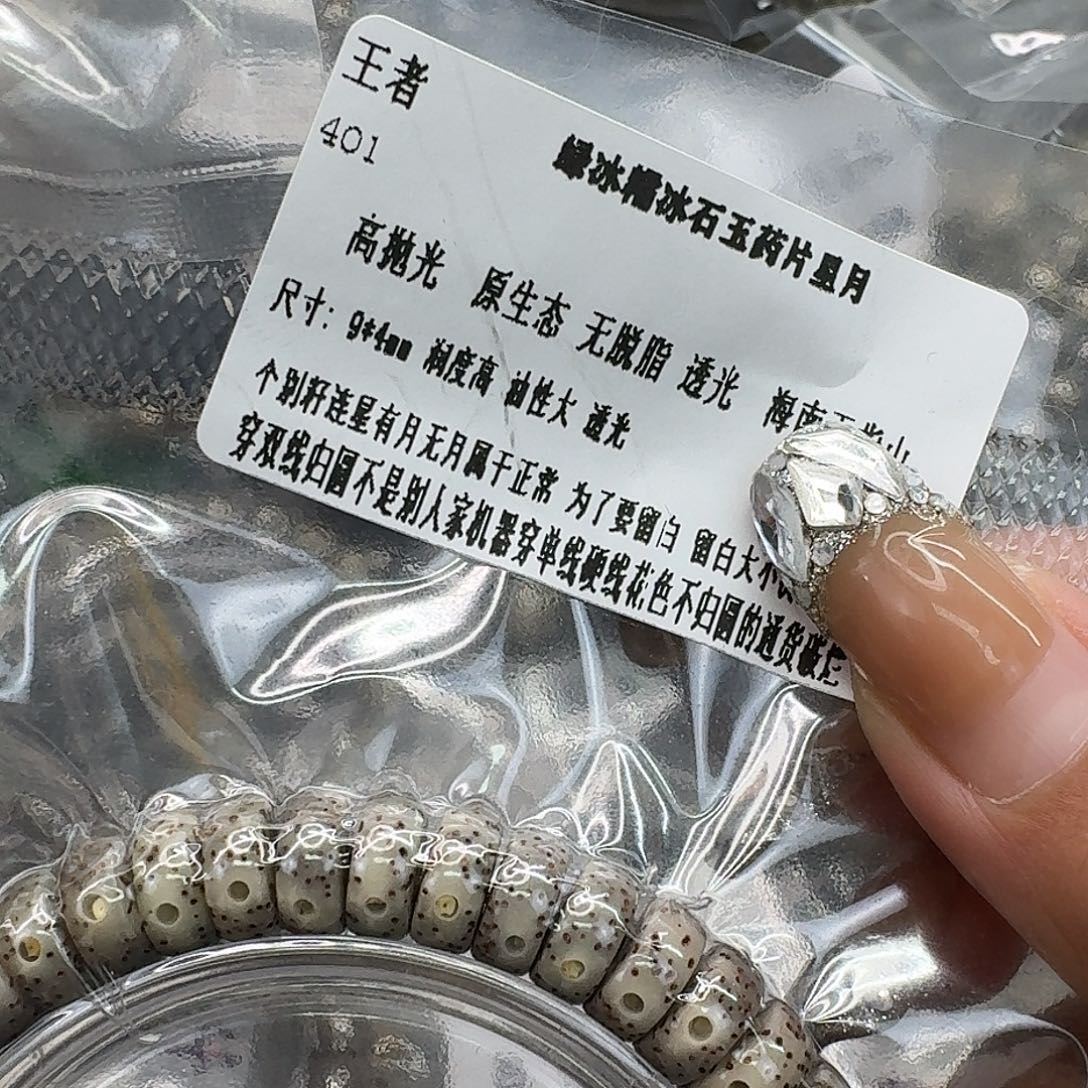 王者
401
绿冰糯冰石玉药片星月
高抛光 原生态 无脱脂 透光 海南
尺寸: 9*4mm 润度高 油性大 透光
个别籽连星有月无月属于正常 为了要留白 留白大不
穿双线归圆不是别人家机器穿单线硬线花色不归圆的通货破烂